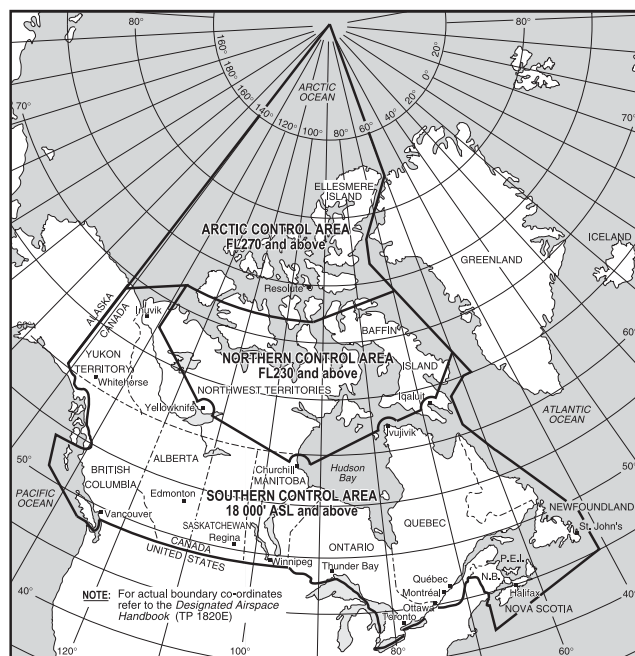 80°
160°
160°
140°
120°
100°
80°
60°
40°
20°
0°
20°
80°
70°
70°
ARCTIC
OCEAN
ELLESMERE
ISLAND
ARCTIC CONTROL AREA
FL270 and above
GREENLAND
ICELAND
Resolute
ALASKA
CANADA
Inuvik
60°
60°
BAFFIN
ISLAND
YUKON
TERRITORY
Whitehorse
NORTHERN CONTROL AREA
FL230 and above
NORTHWEST TERRITORIES
Yellowknife
Iqaluit
Ivujivik
ATLANTIC
OCEAN
50°
50°
ALBERTA
BRITISH
COLUMBIA
Churchill
MANITOBA
Hudson
Bay
PACIFIC
OCEAN
Edmonton
SOUTHERN CONTROL AREA
18 000' ASL and above
NEWFOUNDLAND
St. John's
Vancouver
SASKATCHEWAN
Regina
QUEBEC
ONTARIO
CANADA
UNITED STATES
Winnipeg
Thunder Bay
P.E.I.
N.B.
Québec
Montréal
Ottawa
Toronto
Halifax
NOVA SCOTIA
NOTE: For actual boundary co-ordinates
refer to the Designated Airspace
Handbook (TP 1820E)
40°
40°
120°
100°
80°
60°